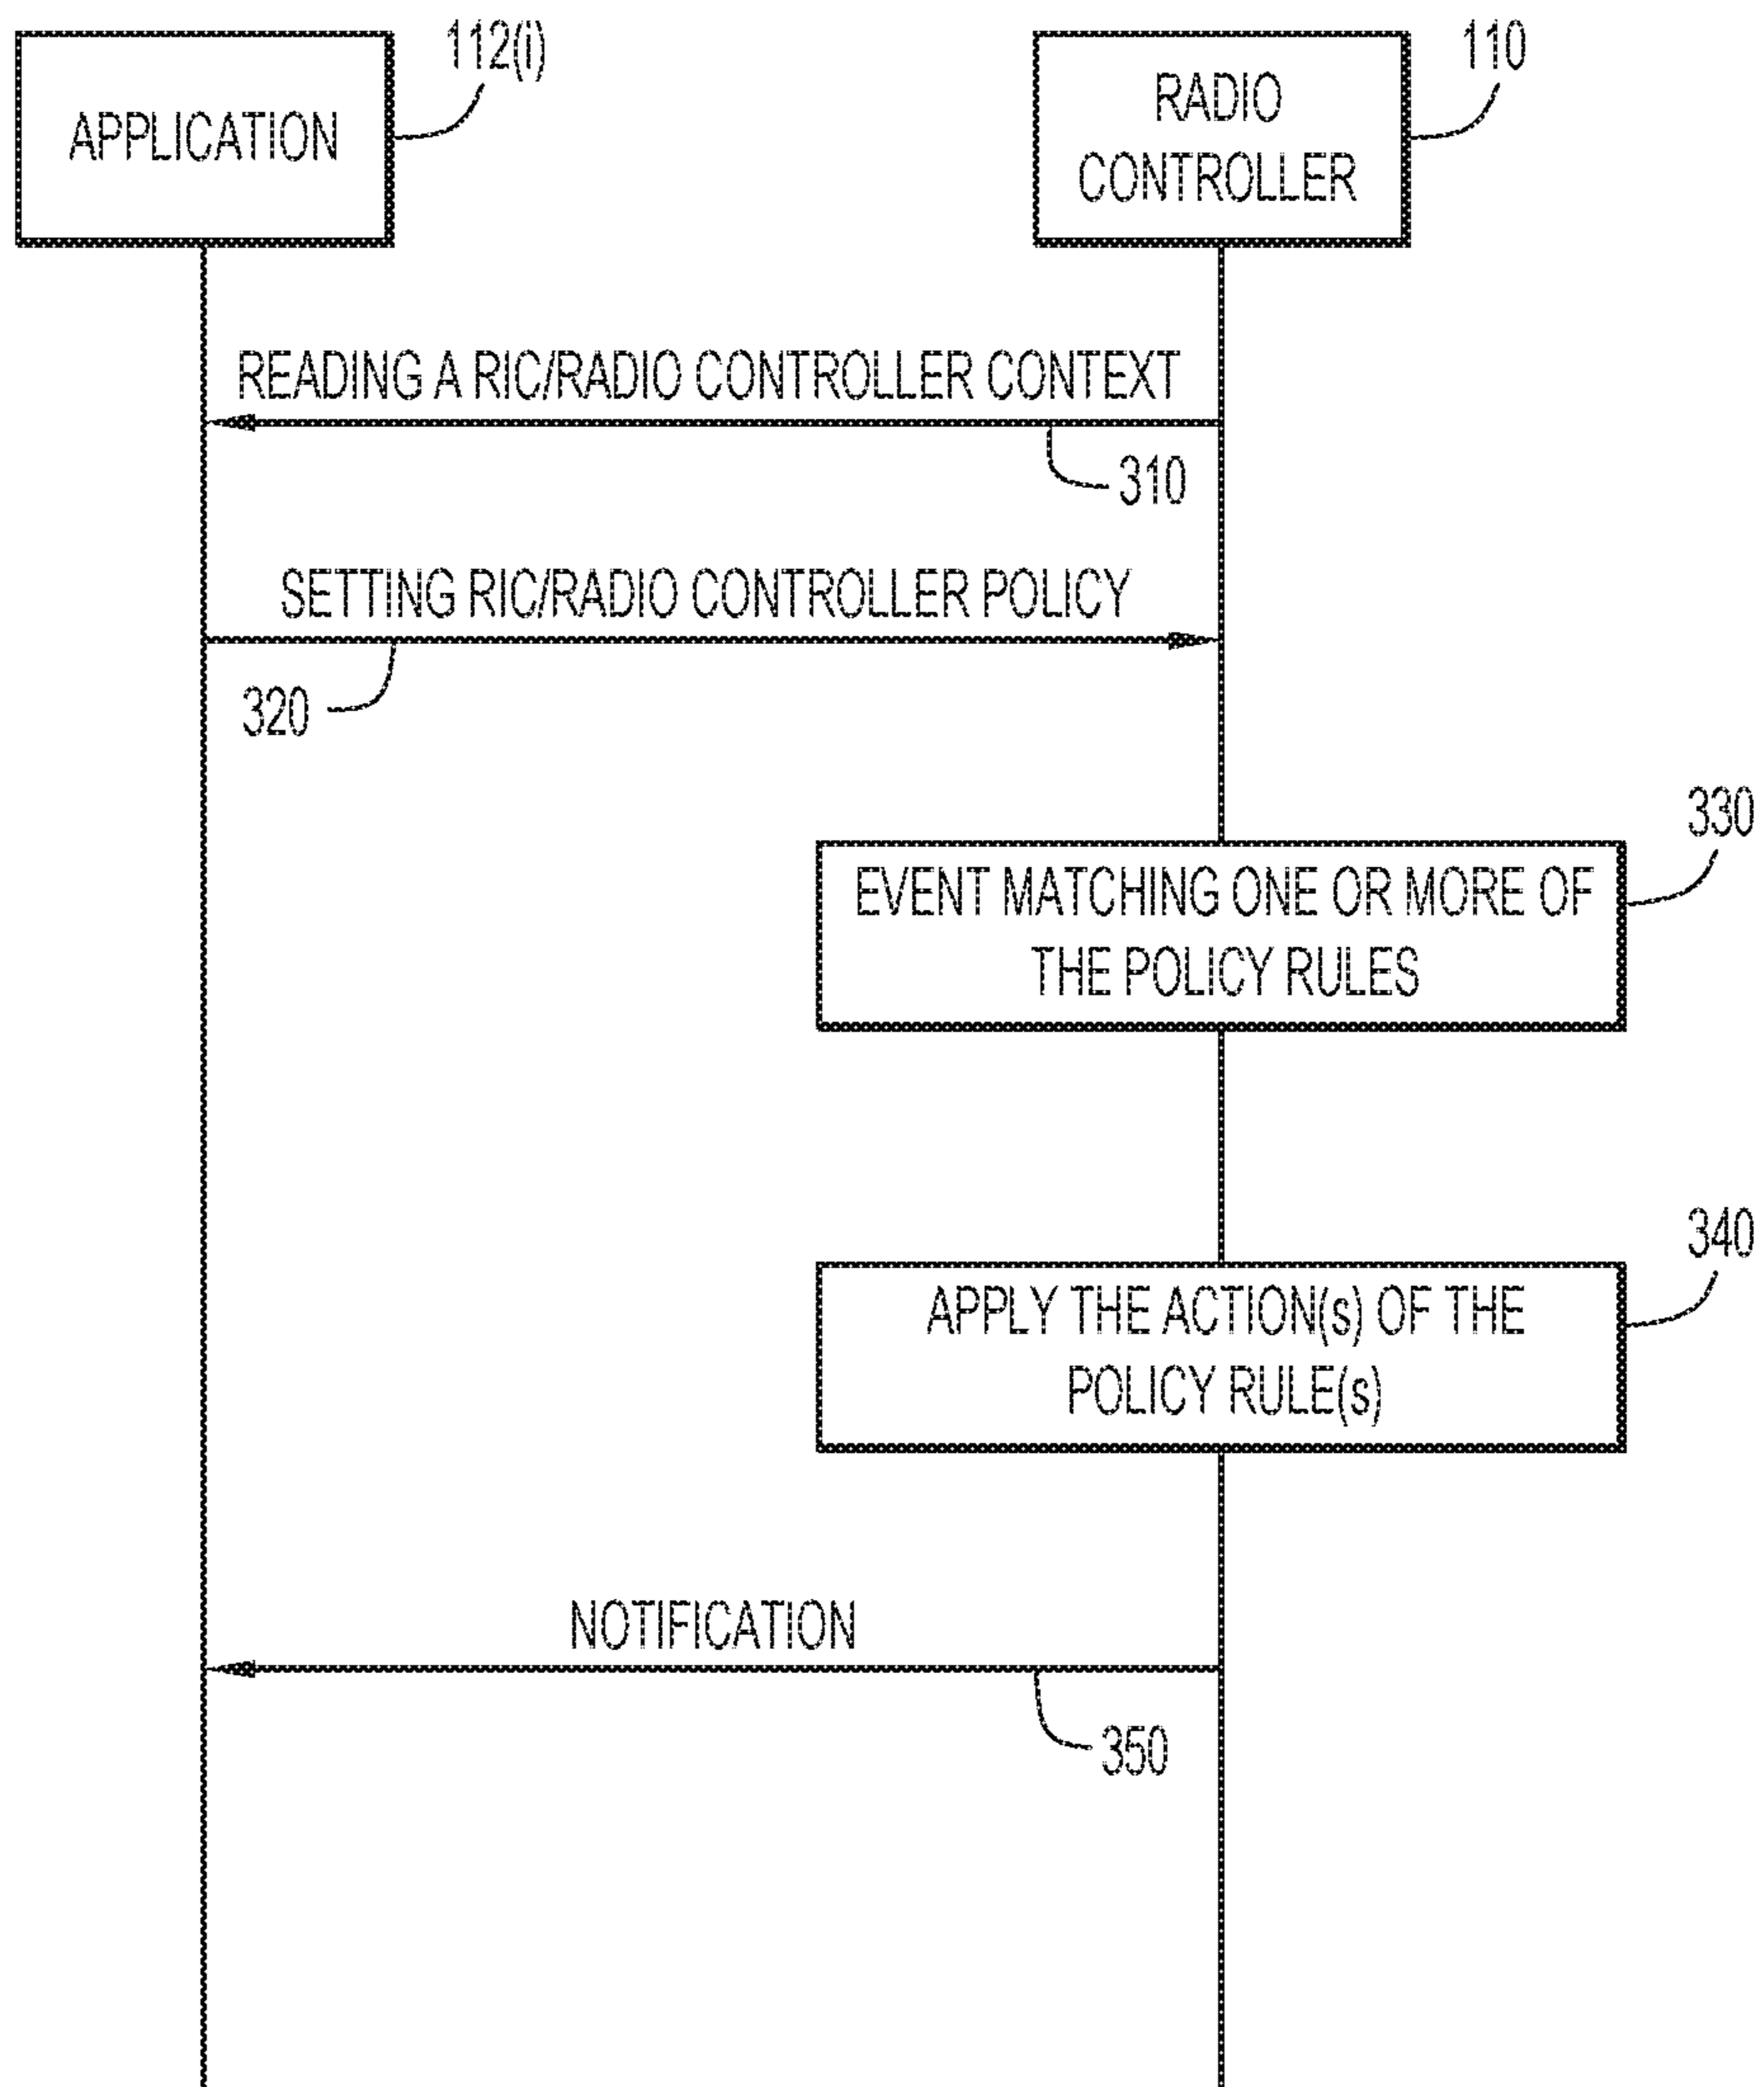 112(i)
110
APPLICATION
RADIO
CONTROLLER
READING A RIC/RADIO CONTROLLER CONTEXT
310
SETTING RIC/RADIO CONTROLLER POLICY
320
330
EVENT MATCHING ONE OR MORE OF
THE POLICY RULES
340
APPLY THE ACTION(s) OF THE
POLICY RULE(s)
NOTIFICATION
350